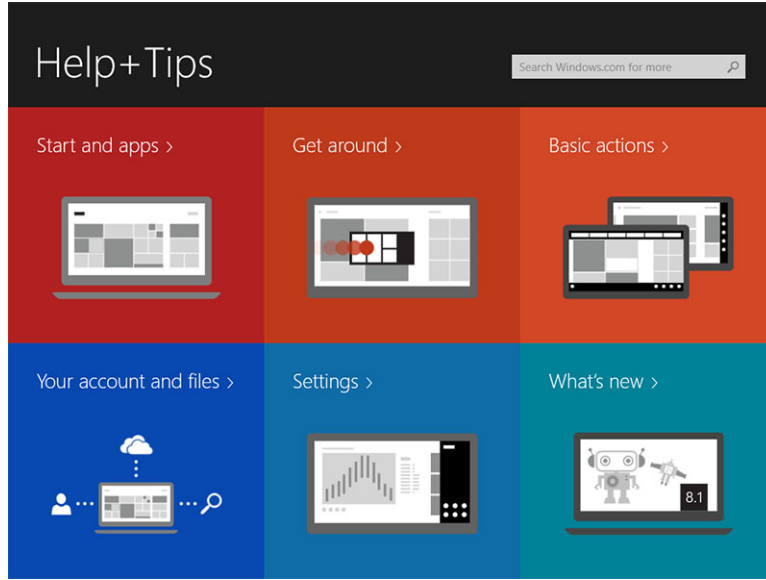 Help+Tips
Search Windows.com for more
Start and apps >
Get around >
Basic actions >
Your account and files >
Settings >
What's new >
8.1